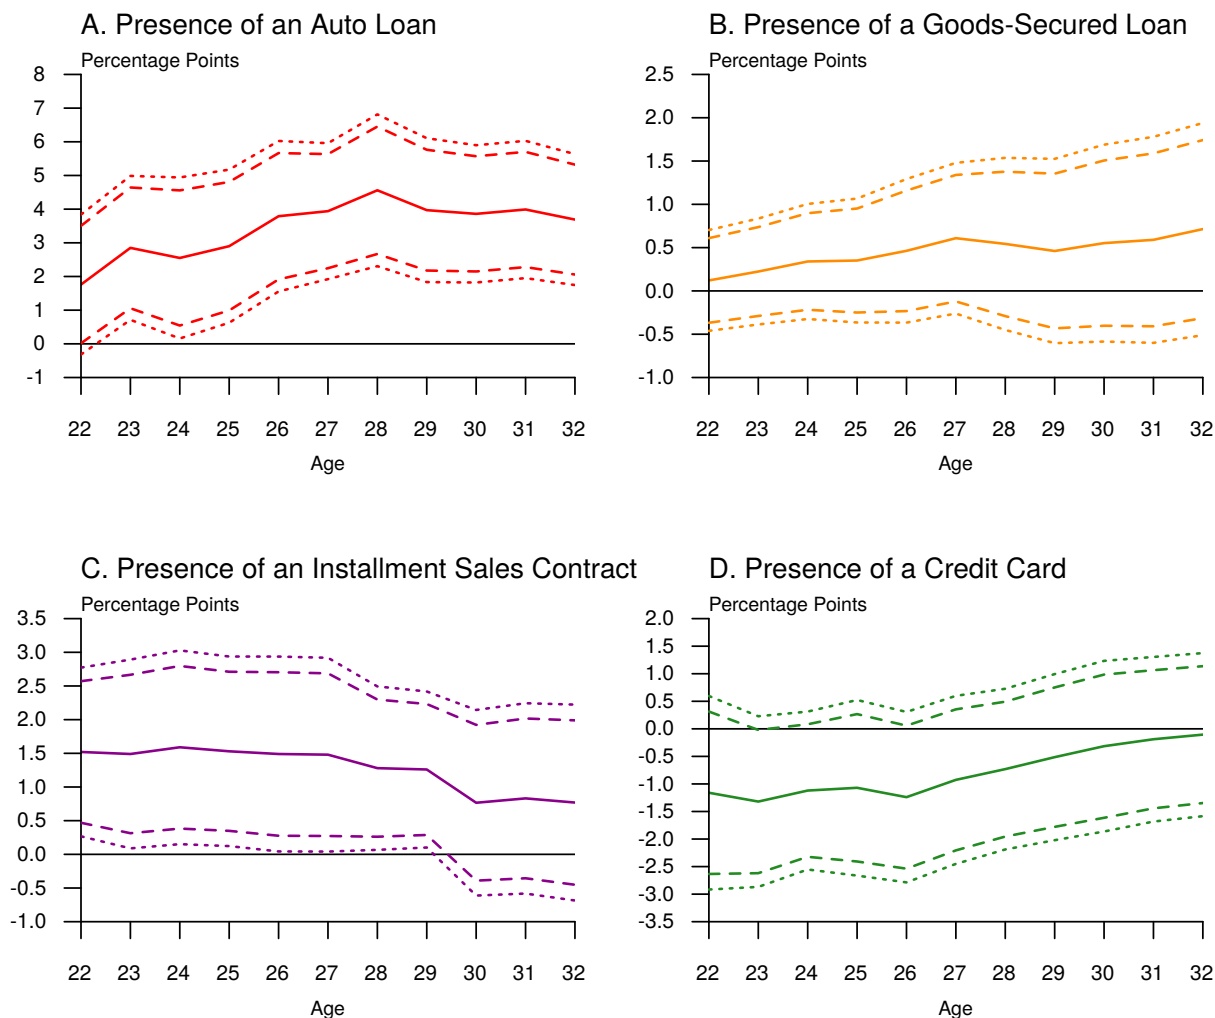 A. Presence of an Auto Loan
Percentage Points
8
7
6
5
4
3
2
1
0
-1
22 23 24 25 26 27 28 29 30 31 32
Age
B. Presence of a Goods-Secured Loan
Percentage Points
2.5
2.0
1.5
1.0
0.5
0.0
-0.5
-1.0
22 23 24 25 26 27 28 29 30 31 32
Age
C. Presence of an Installment Sales Contract
Percentage Points
3.5
3.0
2.5
2.0
1.5
1.0
0.5
0.0
-0.5
-1.0
22 23 24 25 26 27 28 29 30 31 32
Age
D. Presence of a Credit Card
Percentage Points
2.0
1.5
1.0
0.5
0.0
-0.5
-1.0
-1.5
-2.0
-2.5
-3.0
-3.5
22 23 24 25 26 27 28 29 30 31 32
Age